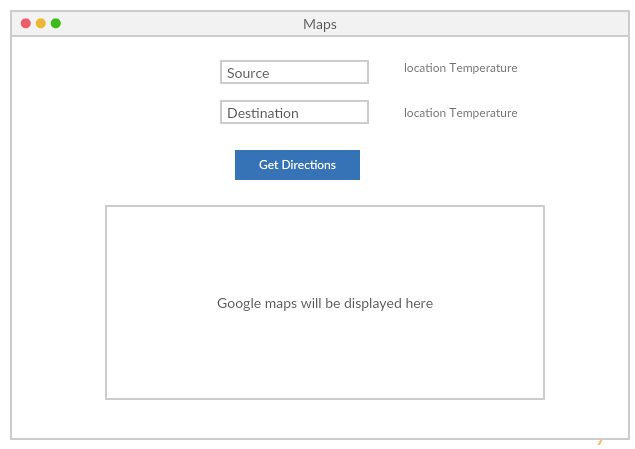 Maps
Source
location Temperature
Destination
location Temperature
Get Directions
Google maps will be displayed here